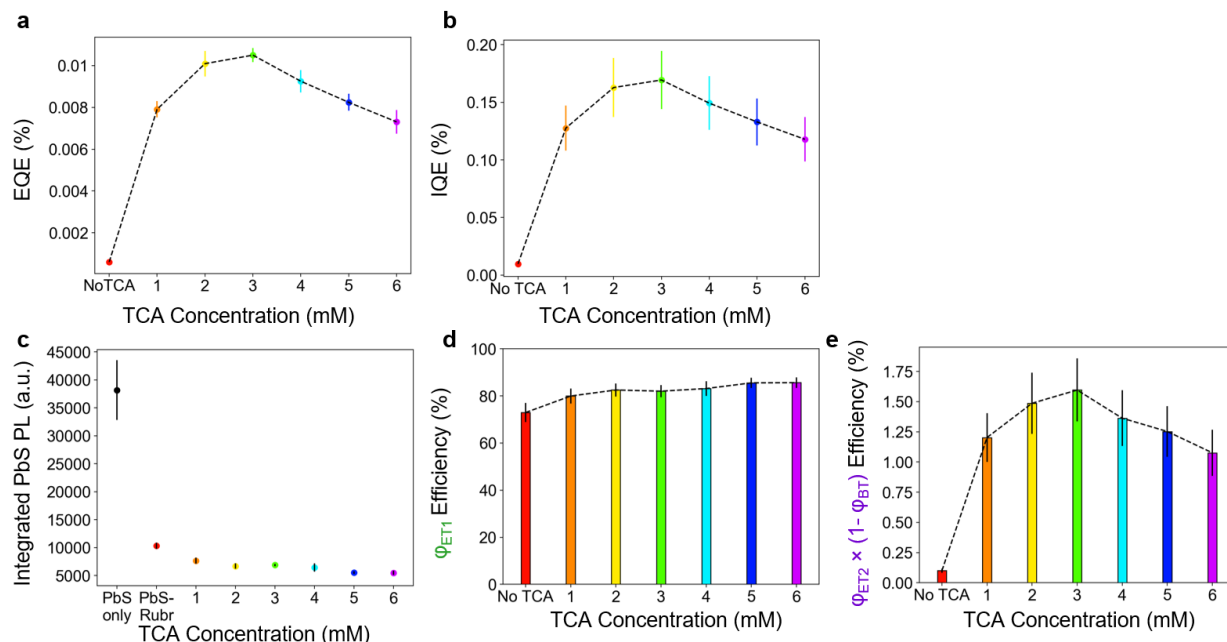 a
EQE (%)
0.01
0.008
0.006
0.004
0.002
NoTCA 1 2 3 4 5 6
TCA Concentration (mM)
b
IQE (%)
0.20
0.15
0.10
0.05
0.00
No TCA 1 2 3 4 5 6
TCA Concentration (mM)
c
Integrated PbS PL (a.u.)
45000
40000
35000
30000
25000
20000
15000
10000
5000
PbS only PbS-Rubr 1 2 3 4 5 6
TCA Concentration (mM)
d
φET1 Efficiency (%)
100
80
60
40
20
0
No TCA 1 2 3 4 5 6
TCA Concentration (mM)
e
φET2 × (1- φBT) Efficiency (%)
1.75
1.50
1.25
1.00
0.75
0.50
0.25
0.00
No TCA 1 2 3 4 5 6
TCA Concentration (mM)